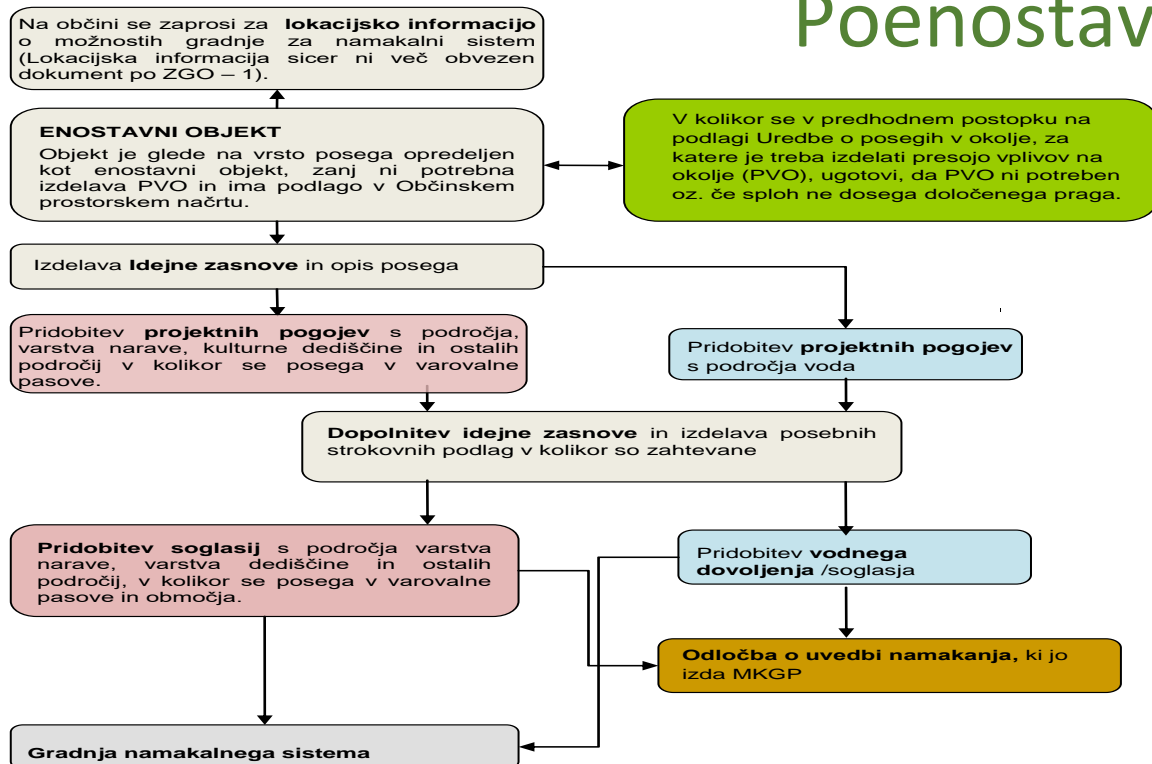 Poenostav
Na občini se zaprosi za lokacijsko informacijo
o možnostih gradnje za namakalni sistem
(Lokacijska informacija sicer ni več obvezen
dokument po ZGO – 1).
ENOSTAVNI OBJEKT
Objekt je glede na vrsto posega opredeljen
kot enostavni objekt, zanj ni potrebna
izdelava PVO in ima podlago v Občinskem
prostorskem načrtu.
V kolikor se v predhodnem postopku na
podlagi Uredbe o posegih v okolje, za
katere je treba izdelati presojo vplivov na
okolje (PVO), ugotovi, da PVO ni potreben
oz. če sploh ne dosega določenega praga.
Izdelava Idejne zasnove in opis posega
Pridobitev projektnih pogojev s področja,
varstva narave, kulturne dediščine in ostalih
področij v kolikor se posega v varovalne
pasove.
Pridobitev projektnih pogojev
s področja voda
Dopolnitev idejne zasnove in izdelava posebnih
strokovnih podlag v kolikor so zahtevane
Pridobitev soglasij s področja varstva
narave, varstva dediščine in ostalih
področij, v kolikor se posega v varovalne
pasove in območja.
Pridobitev vodnega
dovoljenja /soglasja
Odločba o uvedbi namakanja, ki jo
izda MKGP
Gradnja namakalnega sistema